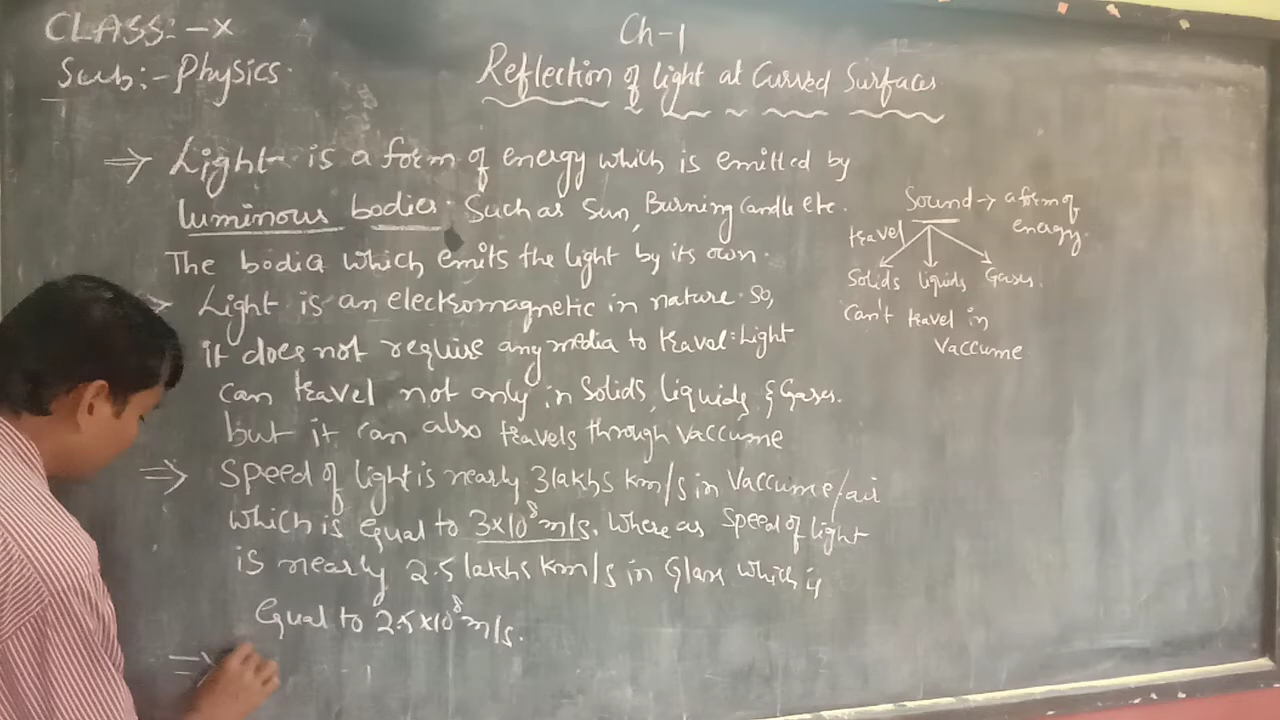 CLASS:-X
Sub:-Physics.
Ch-1
Reflection of light at Curved Surfaces
⇒ Light is a form of energy which is emitted by
luminous bodies. Such as Sun, Burning Candle etc.
The bodia which emits the light by its own.
Light is an electromagnetic in nature. So,
it does not require any media to travel. Light
can travel not only in Solids, liquids, & Gases.
but it can also travels through Vaccume
⇒ Speed of light is nearly 3 lakhs km/s in Vaccume/air
which is Equal to 3×10⁸ m/s. Where as Speed of light
is nearly 2.5 lakhs km/s in Glass which is
Equal to 2.5×10⁸ m/s.
⇒
Sound → a form of
energy.
travel
Solids liquids Gases.
Can't travel in
Vaccume